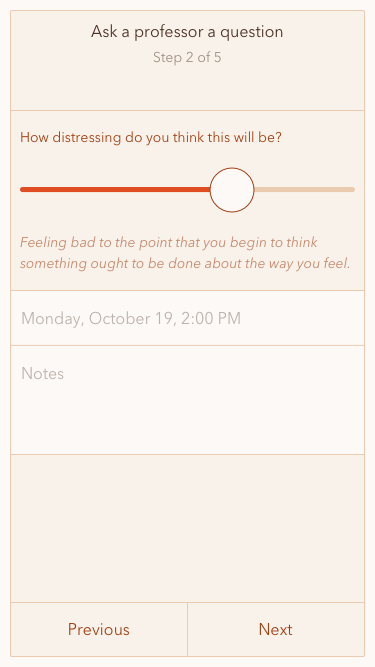 Ask a professor a question
Step 2 of 5
How distressing do you think this will be?
Feeling bad to the point that you begin to think
something ought to be done about the way you feel.
Monday, October 19, 2:00 PM
Notes
Previous
Next